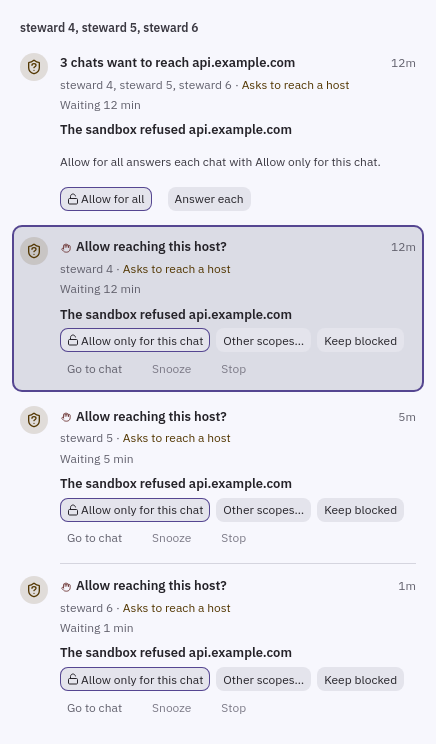 steward 4, steward 5, steward 6
3 chats want to reach api.example.com 12m
steward 4, steward 5, steward 6 · Asks to reach a host
Waiting 12 min
The sandbox refused api.example.com
Allow for all answers each chat with Allow only for this chat.
Allow for all Answer each
Allow reaching this host? 12m
steward 4 · Asks to reach a host
Waiting 12 min
The sandbox refused api.example.com
Allow only for this chat Other scopes... Keep blocked
Go to chat Snooze Stop
Allow reaching this host? 5m
steward 5 · Asks to reach a host
Waiting 5 min
The sandbox refused api.example.com
Allow only for this chat Other scopes... Keep blocked
Go to chat Snooze Stop
Allow reaching this host? 1m
steward 6 · Asks to reach a host
Waiting 1 min
The sandbox refused api.example.com
Allow only for this chat Other scopes... Keep blocked
Go to chat Snooze Stop